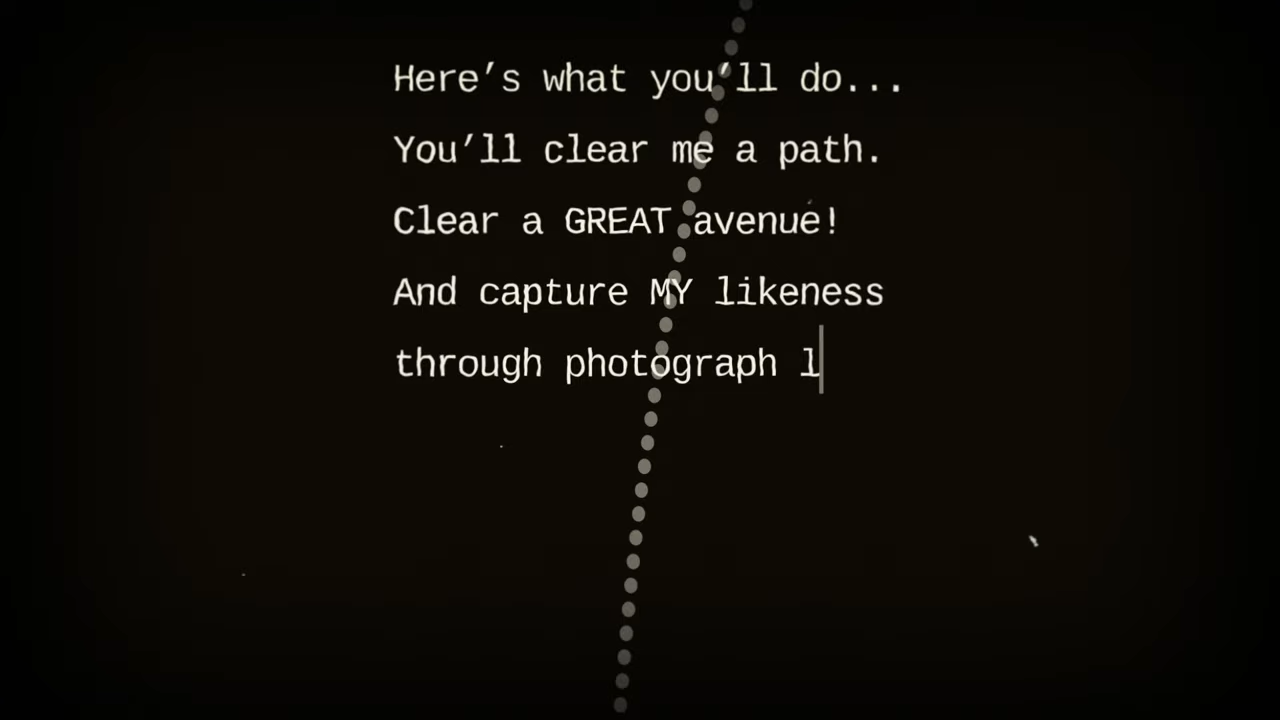 Here’s what you’ll do...
You’ll clear me a path.
Clear a GREAT avenue!
And capture MY likeness
through photograph l